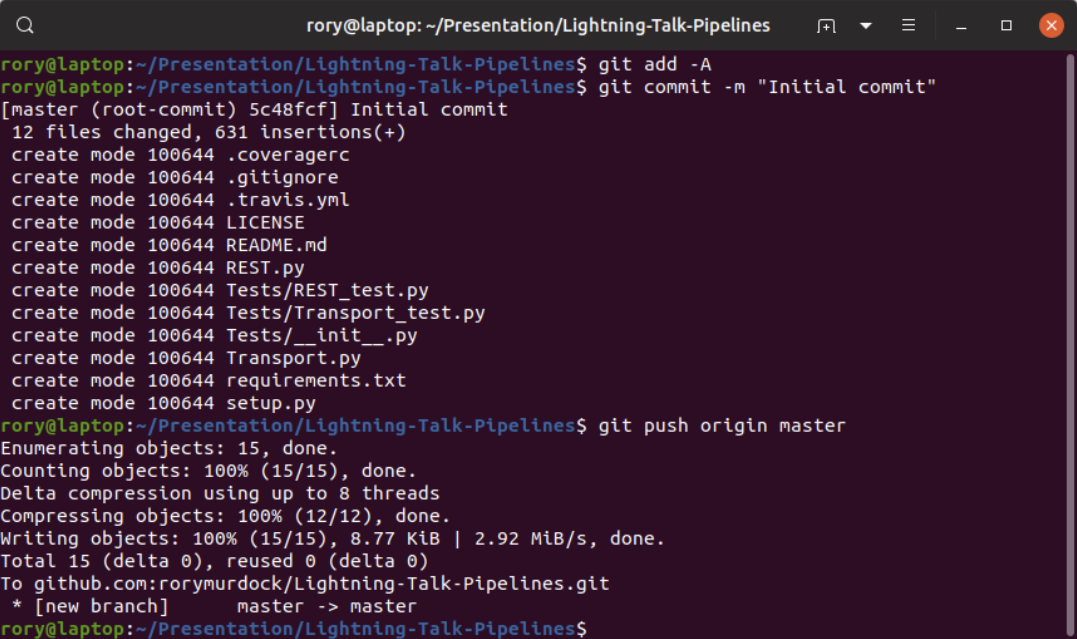 rory@laptop: ~/Presentation/Lightning-Talk-Pipelines
rory@laptop:~/Presentation/Lightning-Talk-Pipelines$ git add -A
rory@laptop:~/Presentation/Lightning-Talk-Pipelines$ git commit -m "Initial commit"
[master (root-commit) 5c48fcf] Initial commit
 12 files changed, 631 insertions(+)
 create mode 100644 .coveragerc
 create mode 100644 .gitignore
 create mode 100644 .travis.yml
 create mode 100644 LICENSE
 create mode 100644 README.md
 create mode 100644 REST.py
 create mode 100644 Tests/REST_test.py
 create mode 100644 Tests/Transport_test.py
 create mode 100644 Tests/__init__.py
 create mode 100644 Transport.py
 create mode 100644 requirements.txt
 create mode 100644 setup.py
rory@laptop:~/Presentation/Lightning-Talk-Pipelines$ git push origin master
Enumerating objects: 15, done.
Counting objects: 100% (15/15), done.
Delta compression using up to 8 threads
Compressing objects: 100% (12/12), done.
Writing objects: 100% (15/15), 8.77 KiB | 2.92 MiB/s, done.
Total 15 (delta 0), reused 0 (delta 0)
To github.com:rorymurdock/Lightning-Talk-Pipelines.git
 * [new branch]      master -> master
rory@laptop:~/Presentation/Lightning-Talk-Pipelines$